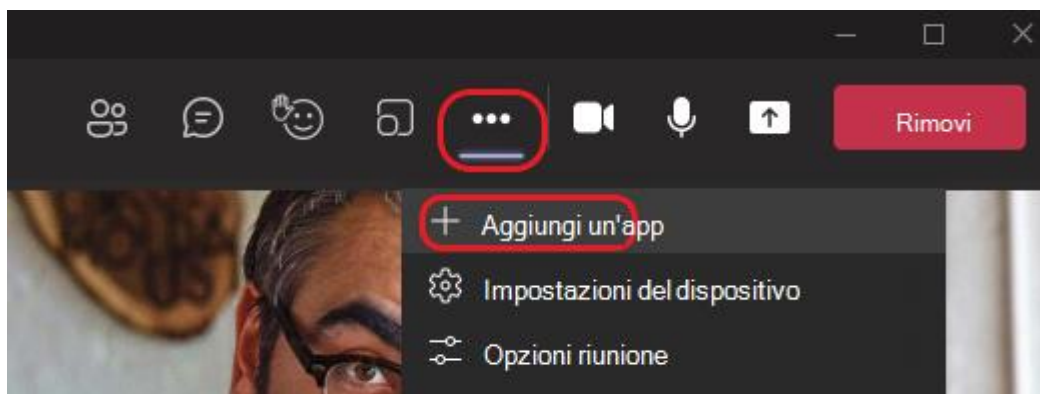 Rimovi
Aggiungi un'app
Impostazioni del dispositivo
Opzioni riunione